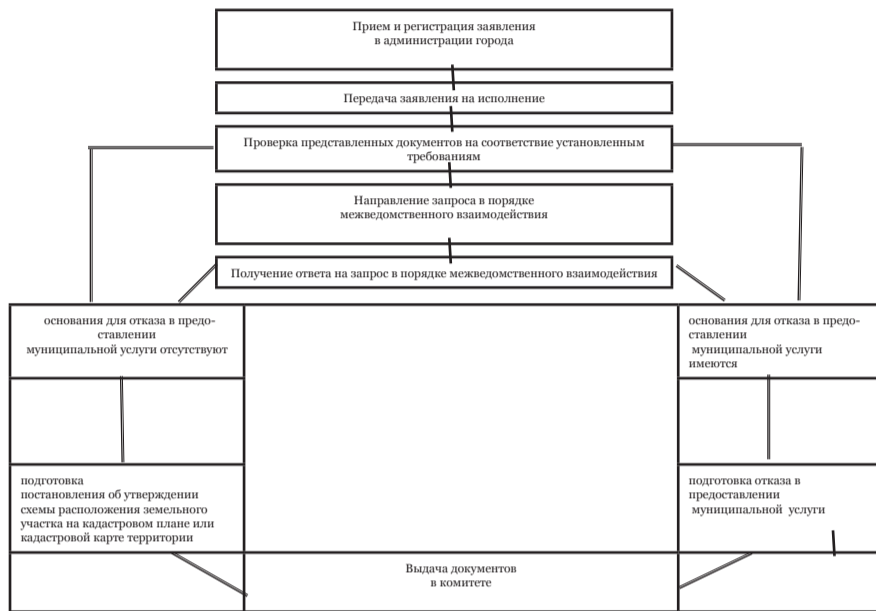 Прием и регистрация заявления
в администрации города
Передача заявления на исполнение
Проверка представленных документов на соответствие установленным
требованиям
Направление запроса в порядке
межведомственного взаимодействия
Получение ответа на запрос в порядке межведомственного взаимодействия
основания для отказа в предо-
ставлении
муниципальной услуги отсутствуют
основания для отказа в предо-
ставлении
муниципальной услуги
имеются
подготовка
постановления об утверждении
схемы расположения земельного
участка на кадастровом плане или
кадастровой карте территории
подготовка отказа в
предоставлении
муниципальной услуги
Выдача документов
в комитете